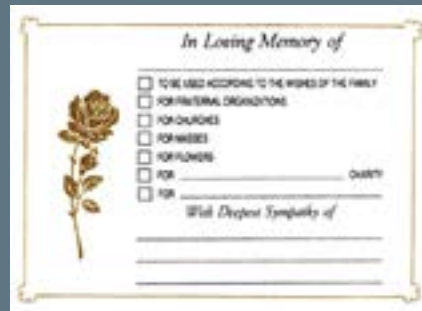 In Loving Memory of
TO BE USED ACCORDING TO THE WISHES OF THE FAMILY
FOR FRATERNAL ORGANIZATIONS
FOR CHURCHES
FOR MASSES
FOR FLOWERS
FOR CHARITY
FOR
With Deepest Sympathy of